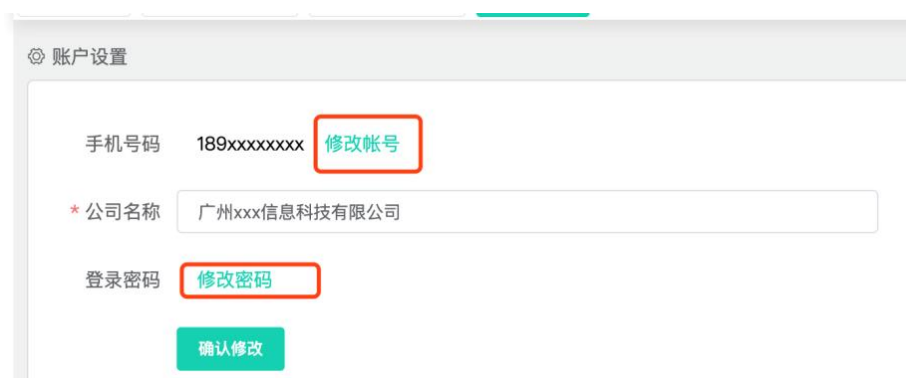 账户设置
手机号码 189xxxxxxxx 修改帐号
* 公司名称 广州xxx信息科技有限公司
登录密码 修改密码
确认修改